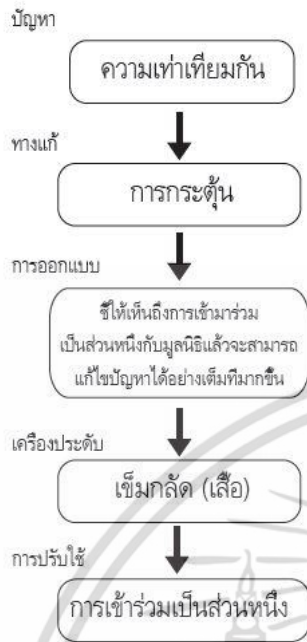 ปัญหา
ความเท่าเทียมกัน
ทางแก้
การกระตุ้น
การออกแบบ
ชี้ให้เห็นถึงการเข้ามาร่วม
เป็นส่วนหนึ่งกับมูลนิธิแล้วจะสามารถ
แก้ไขปัญหาได้อย่างเต็มที่มากขึ้น
เครื่องประดับ
เข็มกลัด (เสื้อ)
การปรับใช้
การเข้าร่วมเป็นส่วนหนึ่ง